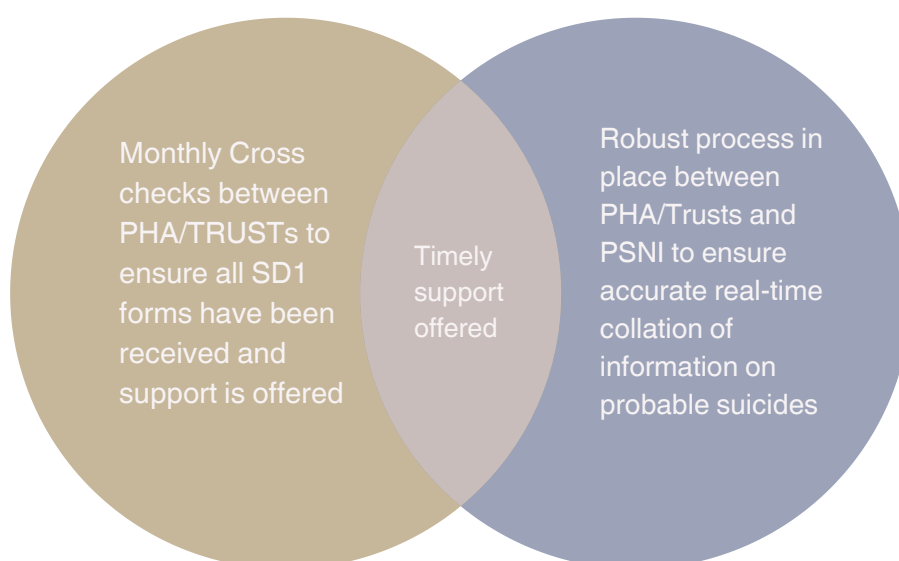 Monthly Cross
checks between
PHA/TRUSTs to
ensure all SD1
forms have been
received and
support is offered
Timely
support
offered
Robust process in
place between
PHA/Trusts and
PSNI to ensure
accurate real-time
collation of
information on
probable suicides